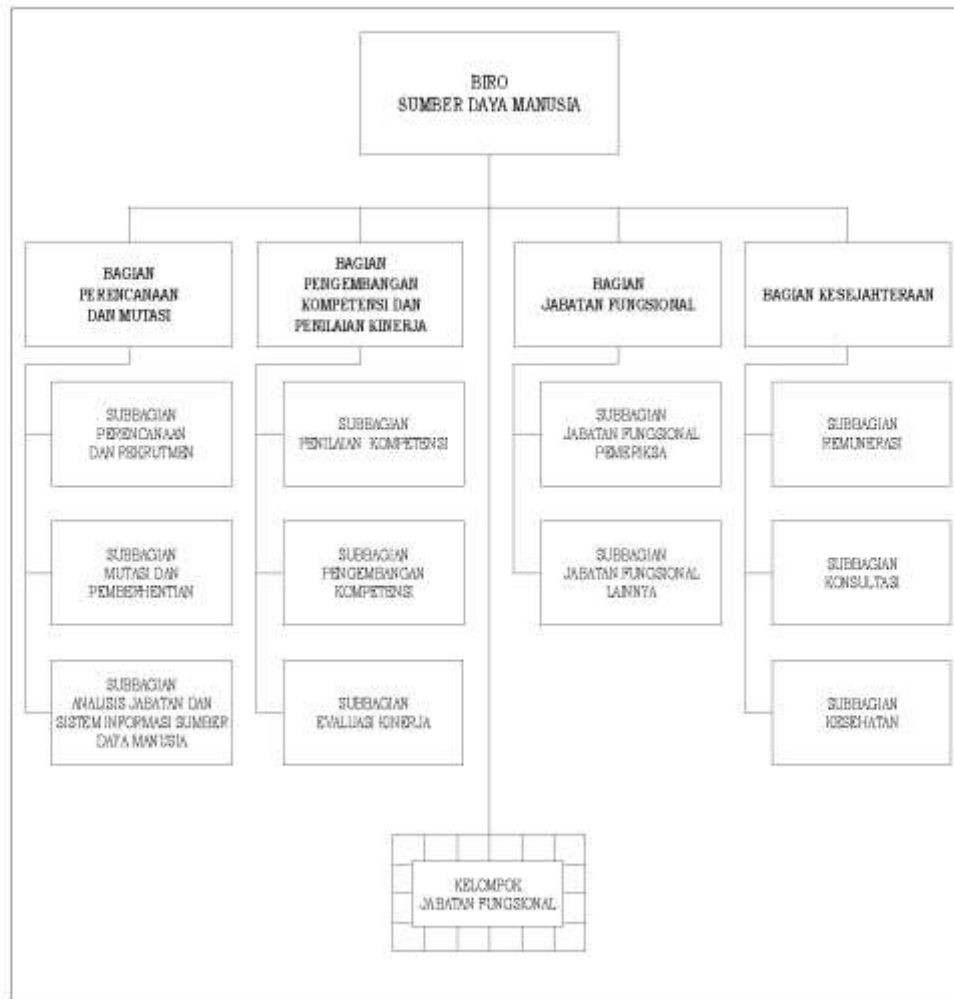 BIRO
SUMBER DAYA MANUSIA
BAGIAN
PERENCANAAN
DAN MUTASI
BAGIAN
PENGEMBANGAN
KOMPETENSI DAN
PENILAIAN KINERJA
BAGIAN
JABATAN FUNGSIONAL
BAGIAN KESEJAHTERAAN
SUBBAGIAN
PERENCANAAN
DAN REKRUTMEN
SUBBAGIAN
PENILAIAN KOMPETENSI
SUBBAGIAN
JABATAN FUNGSIONAL
PEMERIKSA
SUBBAGIAN
REMUNERASI
SUBBAGIAN
MUTASI DAN
PEMBERHENTIAN
SUBBAGIAN
PENGEMBANGAN
KOMPETENSI
SUBBAGIAN
JABATAN FUNGSIONAL
LAINNYA
SUBBAGIAN
KONSULTASI
SUBBAGIAN
ANALISIS JABATAN DAN
SISTEM INFORMASI SUMBER
DAYA MANUSIA
SUBBAGIAN
EVALUASI KINERJA
SUBBAGIAN
KESEHATAN
KELOMPOK
JABATAN FUNGSIONAL